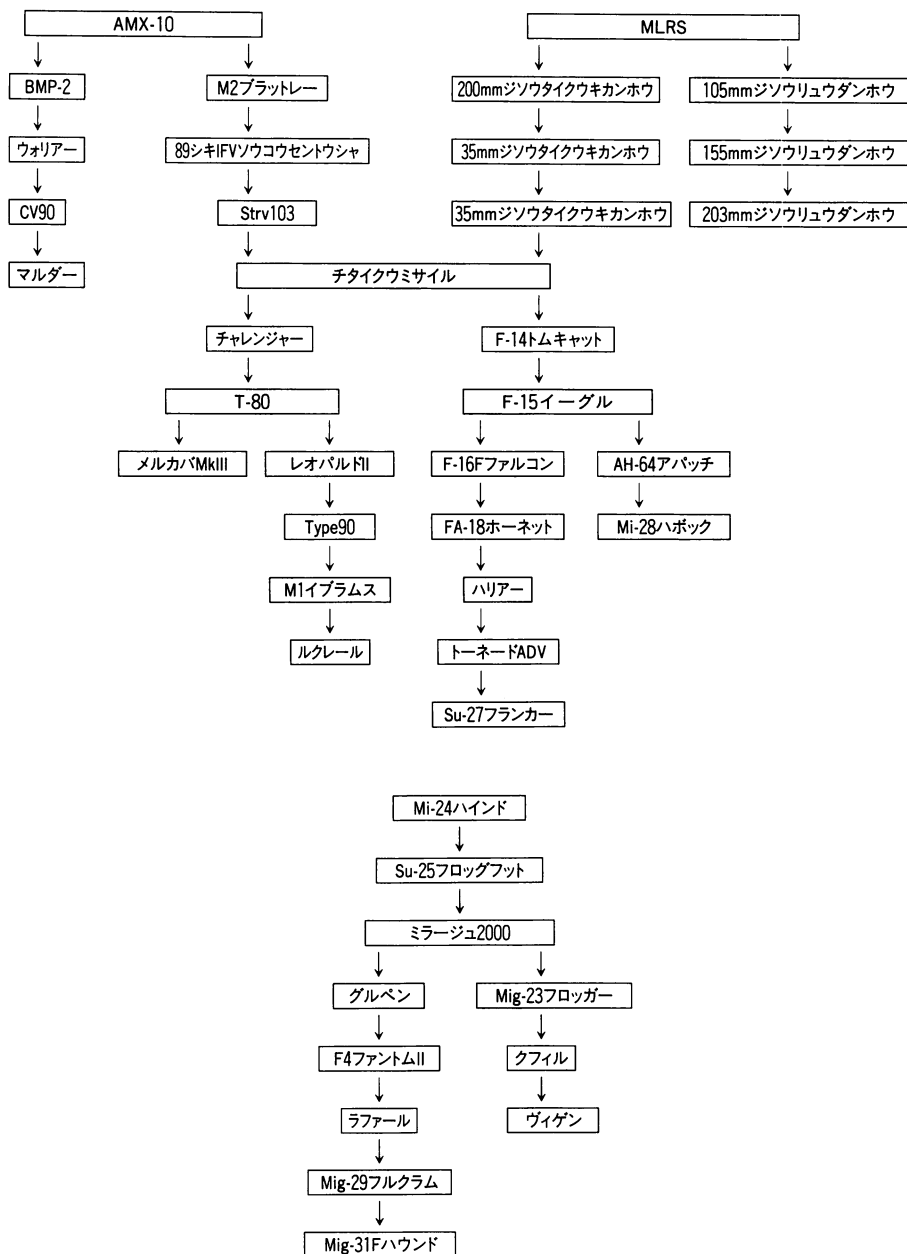 AMX-10
MLRS
BMP-2
M2ブラットレー
200mmジソウタイクウキカンホウ
105mmジソウリュウダンホウ
ウォリアー
89シキIFVソウコウセントウシャ
35mmジソウタイクウキカンホウ
155mmジソウリュウダンホウ
CV90
Strv103
35mmジソウタイクウキカンホウ
203mmジソウリュウダンホウ
マルダー
チタイクウミサイル
チャレンジャー
F-14トムキャット
T-80
F-15イーグル
メルカバMkIII
レオパルドII
F-16Fファルコン
AH-64アパッチ
Type90
FA-18ホーネット
Mi-28ハボック
M1イブラムス
ハリアー
ルクレール
トーネードADV
Su-27フランカー
Mi-24ハインド
Su-25フロッグフット
ミラージュ2000
グルペン
Mig-23フロッガー
F4ファントムII
クフィル
ラファール
ヴィゲン
Mig-29フルクラム
Mig-31Fハウンド